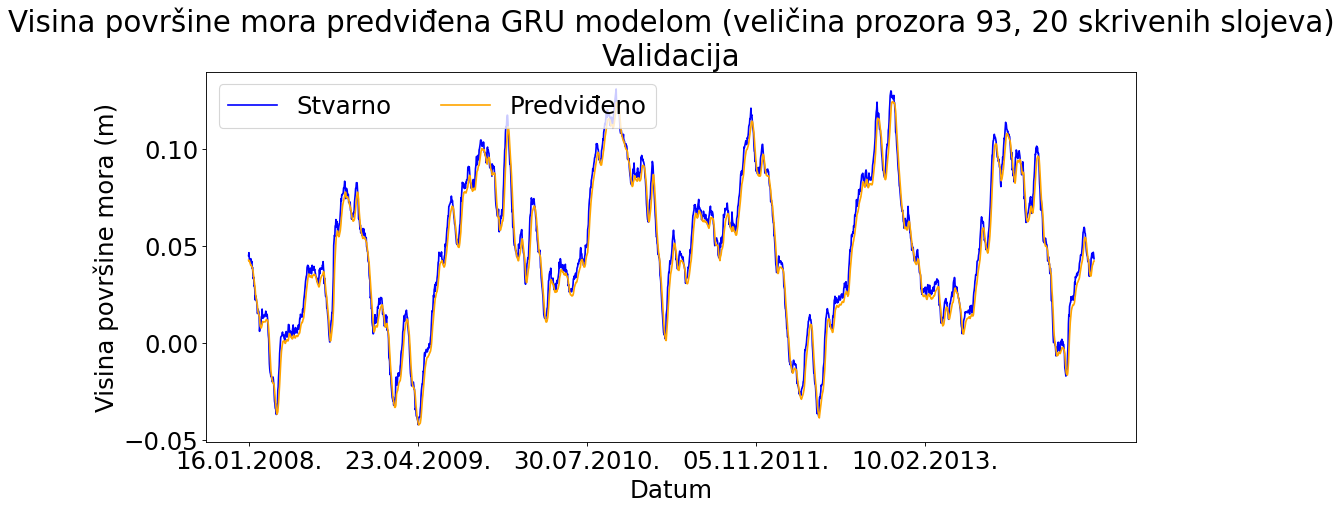 Visina površine mora predviđena GRU modelom (veličina prozora 93, 20 skrivenih slojeva)
Validacija
Stvarno Predviđeno
Visina površine mora (m)
0.10
0.05
0.00
−0.05
16.01.2008. 23.04.2009. 30.07.2010. 05.11.2011. 10.02.2013.
Datum